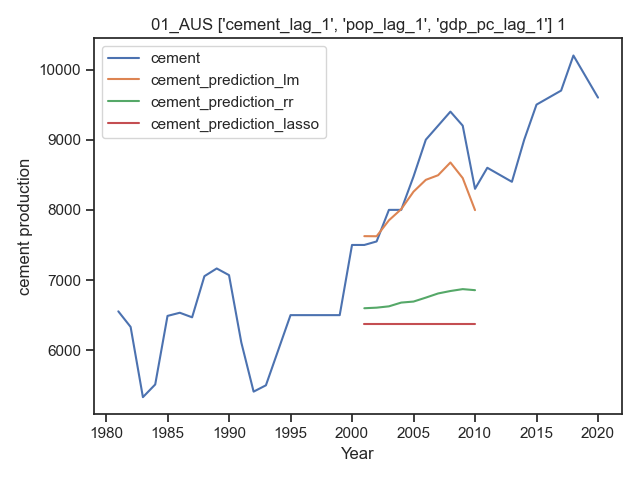 01_AUS ['cement_lag_1', 'pop_lag_1', 'gdp_pc_lag_1'] 1
cement
cement_prediction_lm
cement_prediction_rr
cement_prediction_lasso
cement production
10000
9000
8000
7000
6000
1980 1985 1990 1995 2000 2005 2010 2015 2020
Year